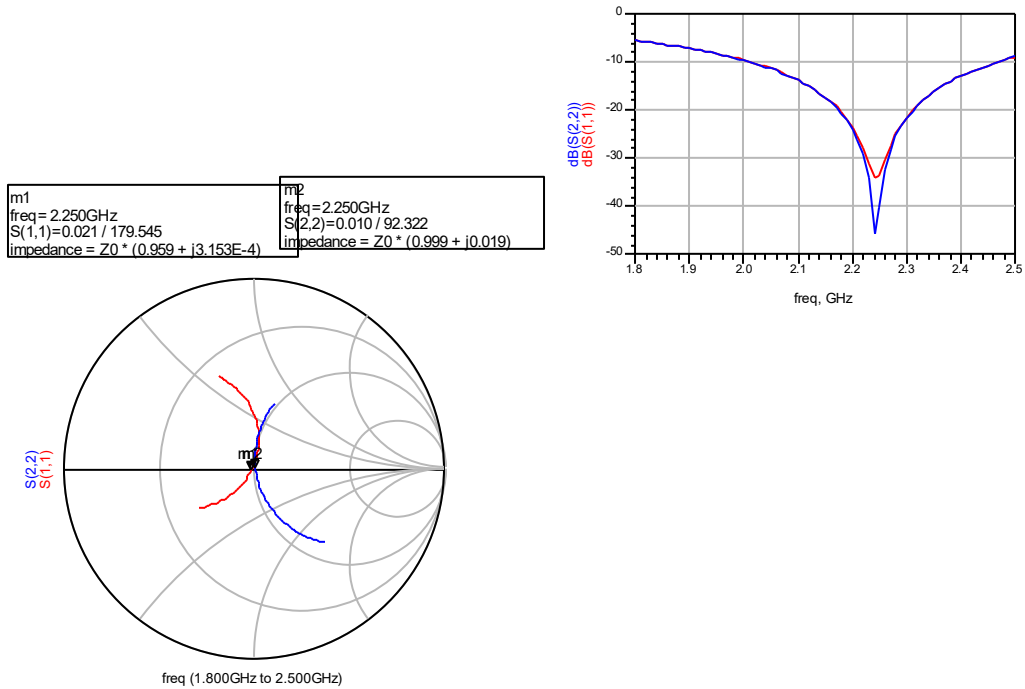 m1
freq=2.250GHz
S(1,1)=0.021 / 179.545
impedance = Z0 * (0.959 + j3.153E-4)
m2
freq=2.250GHz
S(2,2)=0.010 / 92.322
impedance = Z0 * (0.999 + j0.019)
m1
m2
S(2,2)
S(1,1)
freq (1.800GHz to 2.500GHz)
0
-10
-20
-30
-40
-50
dB(S(2,2))
dB(S(1,1))
1.8 1.9 2.0 2.1 2.2 2.3 2.4 2.5
freq, GHz